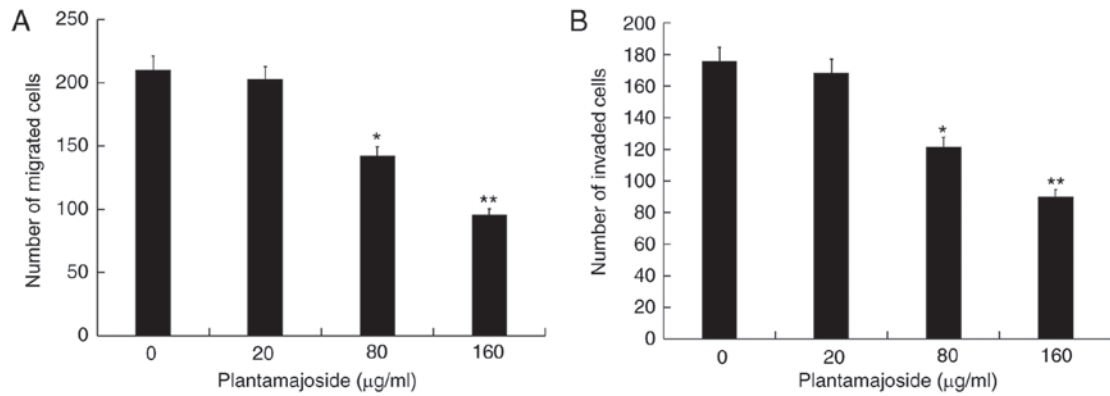 A
Number of migrated cells
250
200
150
100
50
0
*
**
0 20 80 160
Plantamajoside (μg/ml)
B
Number of invaded cells
200
180
160
140
120
100
80
60
40
20
0
*
**
0 20 80 160
Plantamajoside (μg/ml)